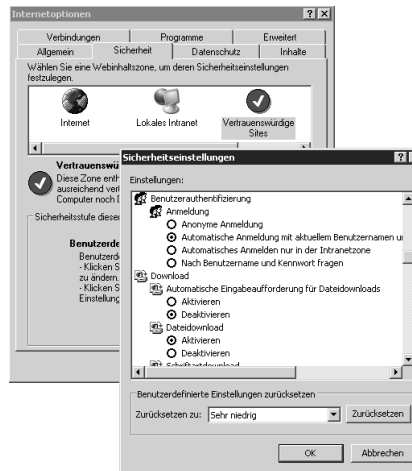 Internetoptionen
Verbindungen Programme Erweitert
Allgemein Sicherheit Datenschutz Inhalte
Wählen Sie eine Webinhaltszone, um deren Sicherheitseinstellungen
festzulegen.
Internet Lokales Intranet Vertrauenswürdige
Sites
Vertrauenswü
Diese Zone enth
ausreichend vert
Computer noch
Sicherheitsstufe dieser
Benutzerde
Benutzerd
- Klicken S
zu ändern.
- Klicken S
Einstellung
Sicherheitseinstellungen
Einstellungen:
Benutzerauthentifizierung
Anmeldung
Anonyme Anmeldung
Automatische Anmeldung mit aktuellem Benutzernamen u
Automatisches Anmelden nur in der Intranetzone
Nach Benutzername und Kennwort fragen
Download
Automatische Eingabeaufforderung für Dateidownloads
Aktivieren
Deaktivieren
Dateidownload
Aktivieren
Deaktivieren
Schriftartdownload
Benutzerdefinierte Einstellungen zurücksetzen
Zurücksetzen zu: Sehr niedrig Zurücksetzen
OK Abbrechen